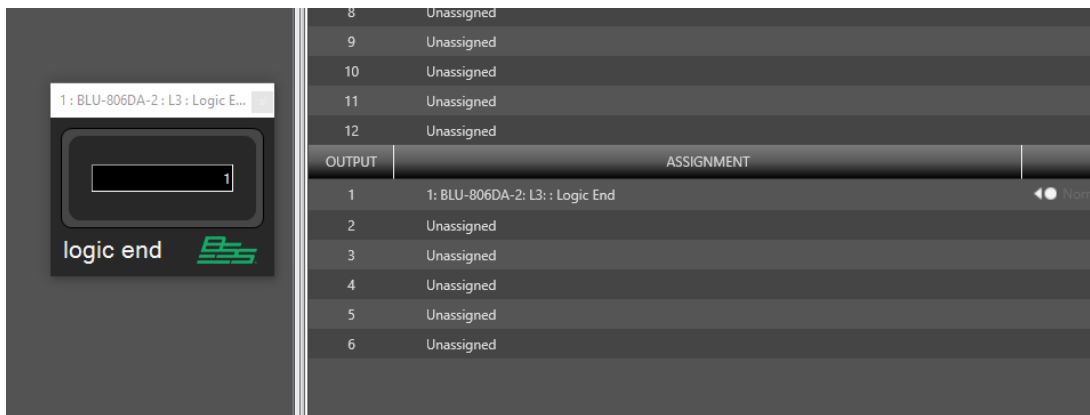 1 : BLU-806DA-2 : L3 : Logic E...
x
1
logic end
BSS
8 Unassigned
9 Unassigned
10 Unassigned
11 Unassigned
12 Unassigned
OUTPUT ASSIGNMENT
1 1: BLU-806DA-2: L3: : Logic End
2 Unassigned
3 Unassigned
4 Unassigned
5 Unassigned
6 Unassigned